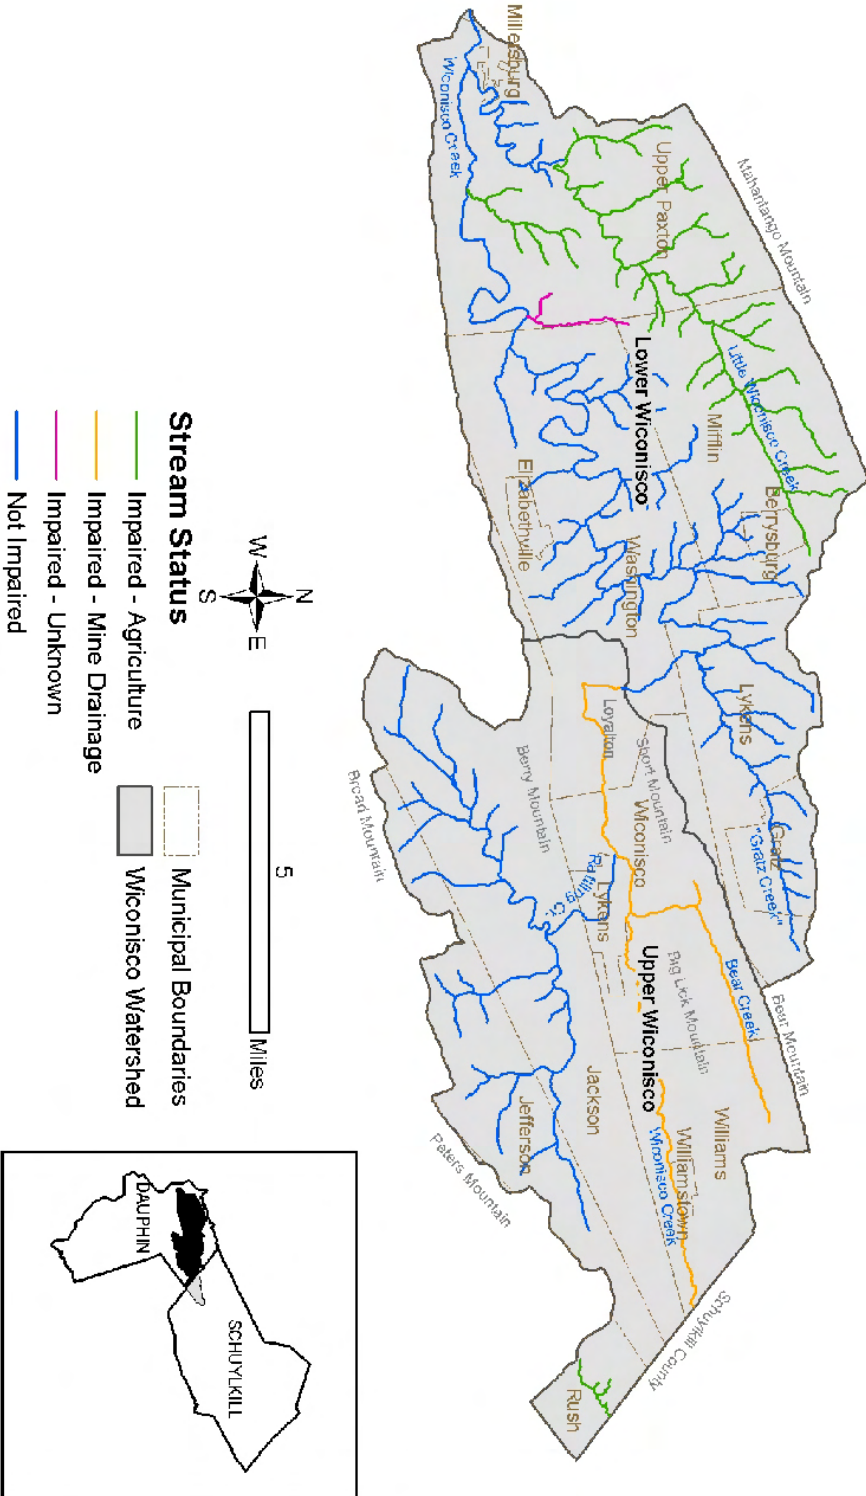 Millersburg
Wiconisco Creek
Upper Paxton
Mahantango Mountain
Little Wiconisco Creek
Lower Wiconisco
Mifflin
Berrysburg
Elizabethville
Washington
Lykens
Gratz
"Gratz Creek"
Loyalton
Short Mountain
Berry Mountain
Broad Mountain
Wiconisco
Lykens
Rattling Cr.
Upper Wiconisco
Big Lick Mountain
Bear Creek
Bear Mountain
Jackson
Jefferson
Peters Mountain
Williams
Williamstown
Wiconisco Creek
Schuylkill County
Rush
N
W
E
S
5
Miles
Stream Status
Impaired - Agriculture
Impaired - Mine Drainage
Impaired - Unknown
Not Impaired
Municipal Boundaries
Wiconisco Watershed
DAUPHIN
SCHUYLKILL